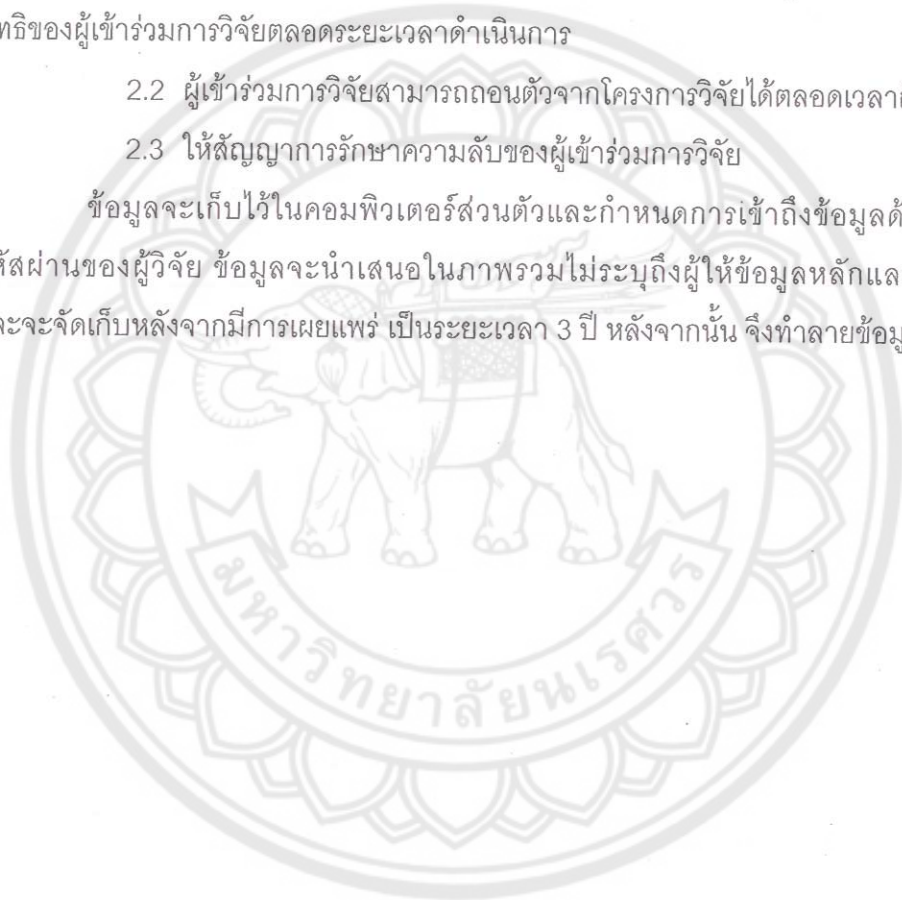 ทธิของผู้เข้าร่วมการวิจัยตลอดระยะเวลาดำเนินการ
2.2 ผู้เข้าร่วมการวิจัยสามารถถอนตัวจากโครงการวิจัยได้ตลอดเวลา
2.3 ให้สัญญาการรักษาความลับของผู้เข้าร่วมการวิจัย
ข้อมูลจะเก็บไว้ในคอมพิวเตอร์ส่วนตัวและกำหนดการเข้าถึงข้อมูลด้
หัสผ่านของผู้วิจัย ข้อมูลจะนำเสนอในภาพรวมไม่ระบุถึงผู้ให้ข้อมูลหลักแล
ละจะจัดเก็บหลังจากมีการเผยแพร่ เป็นระยะเวลา 3 ปี หลังจากนั้น จึงทำลายข้อมู
มหาวิทยาลัยนเรศวร